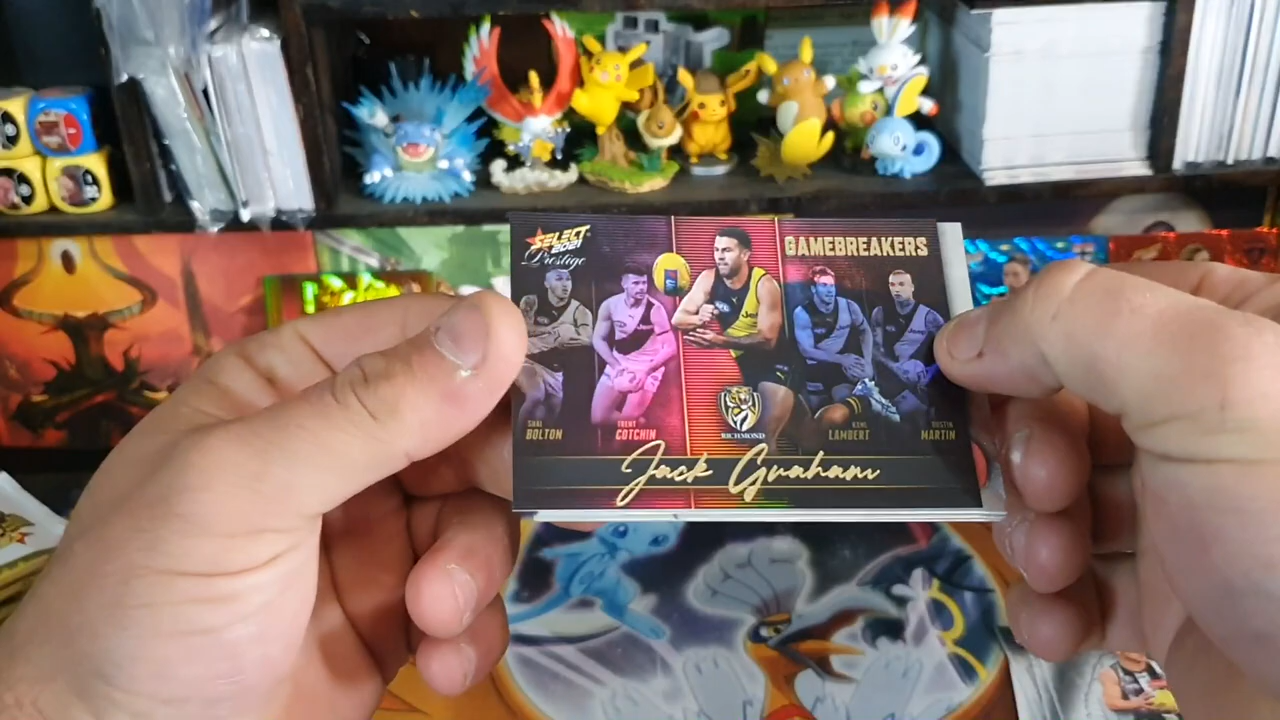 SELECT
2021
Prestige
GAMEBREAKERS
SHAI
BOLTON
TRENT
COTCHIN
RICHMOND
KANE
LAMBERT
DUSTIN
MARTIN
Jack Graham